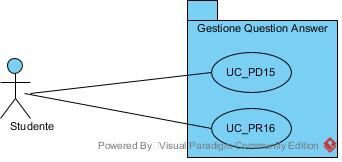 Gestione Question Answer
UC_PD15
UC_PR16
Studente
Powered By Visual Paradigm Community Edition